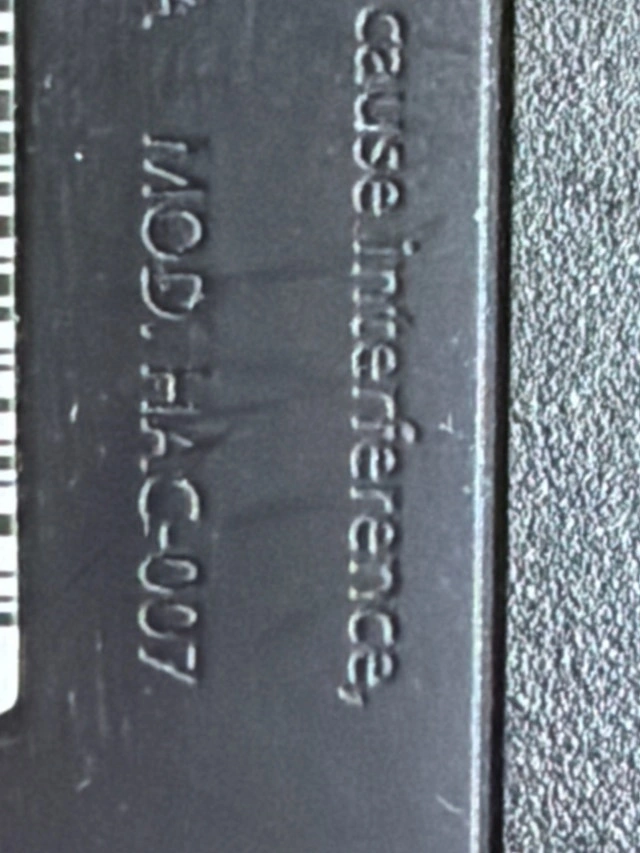 cause interference,
MOD. HAC-007